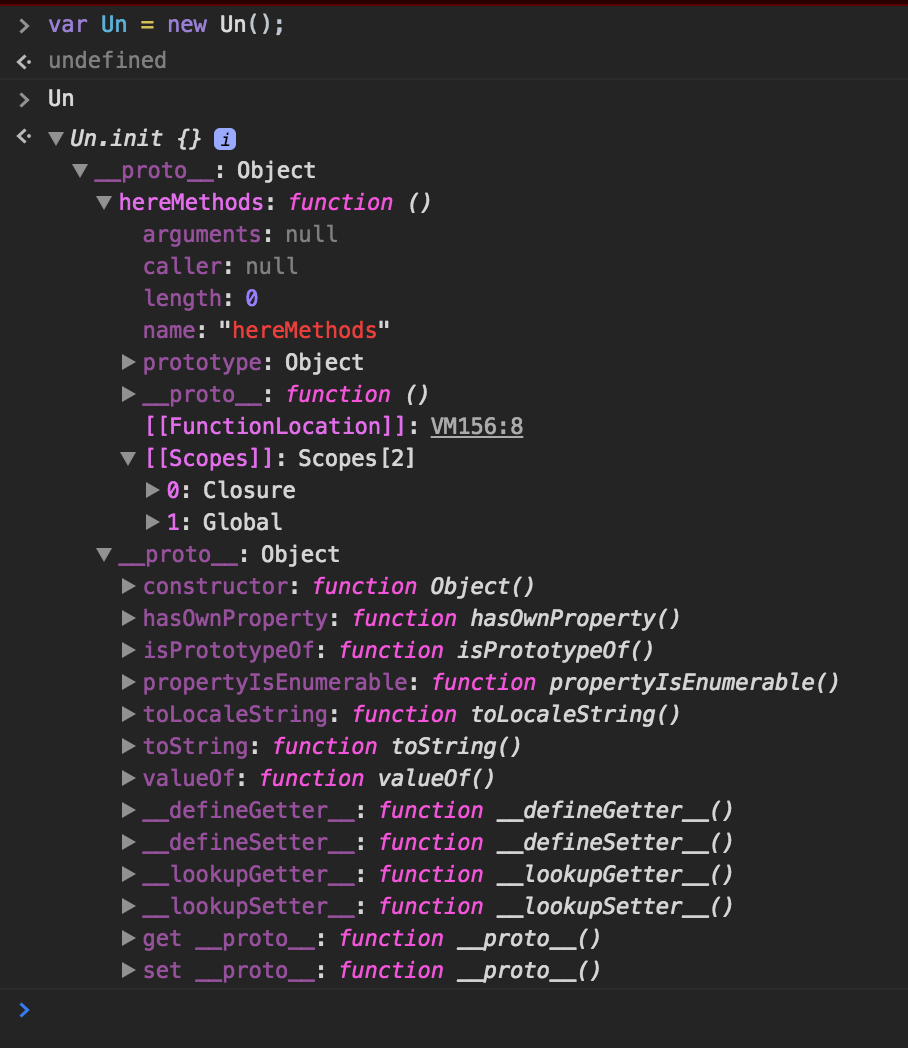 var Un = new Un();
undefined
Un
Un.init {} i
__proto__: Object
hereMethods: function ()
arguments: null
caller: null
length: 0
name: "hereMethods"
prototype: Object
__proto__: function ()
[[FunctionLocation]]: VM156:8
[[Scopes]]: Scopes[2]
0: Closure
1: Global
__proto__: Object
constructor: function Object()
hasOwnProperty: function hasOwnProperty()
isPrototypeOf: function isPrototypeOf()
propertyIsEnumerable: function propertyIsEnumerable()
toLocaleString: function toLocaleString()
toString: function toString()
valueOf: function valueOf()
__defineGetter__: function __defineGetter__()
__defineSetter__: function __defineSetter__()
__lookupGetter__: function __lookupGetter__()
__lookupSetter__: function __lookupSetter__()
get __proto__: function __proto__()
set __proto__: function __proto__()